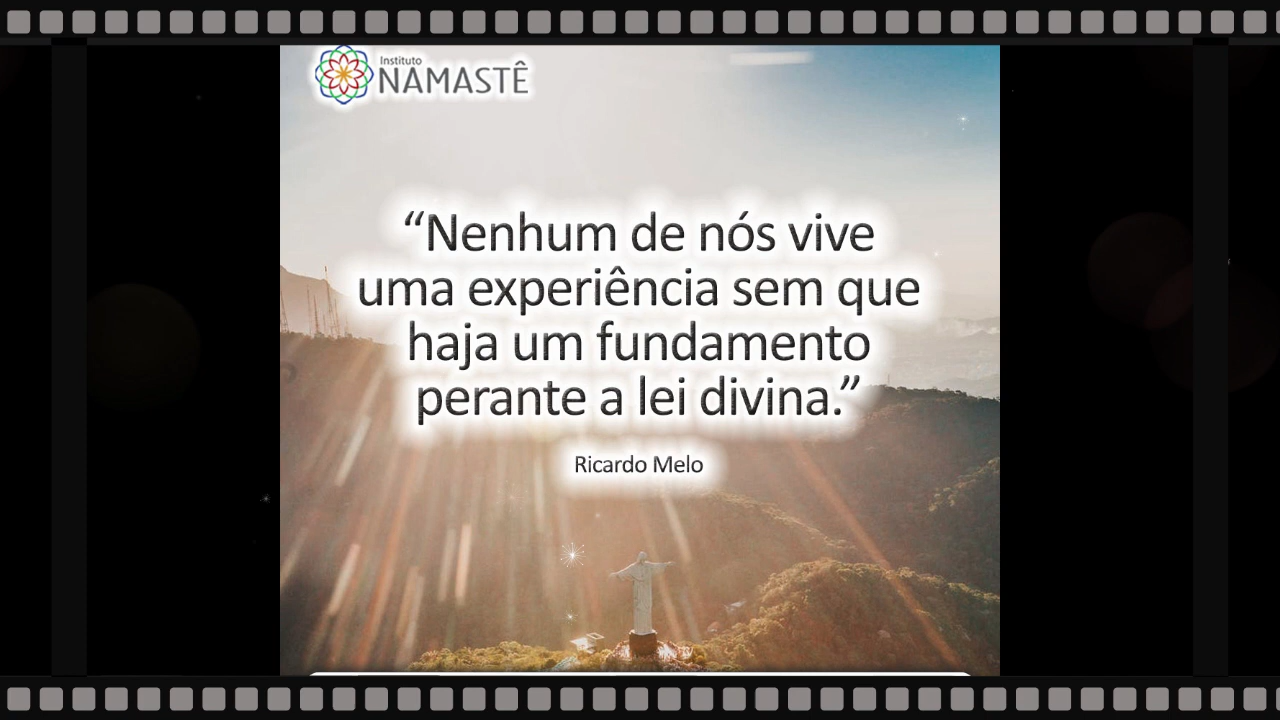 Instituto
NAMASTÊ
“Nenhum de nós vive
uma experiência sem que
haja um fundamento
perante a lei divina.”
Ricardo Melo